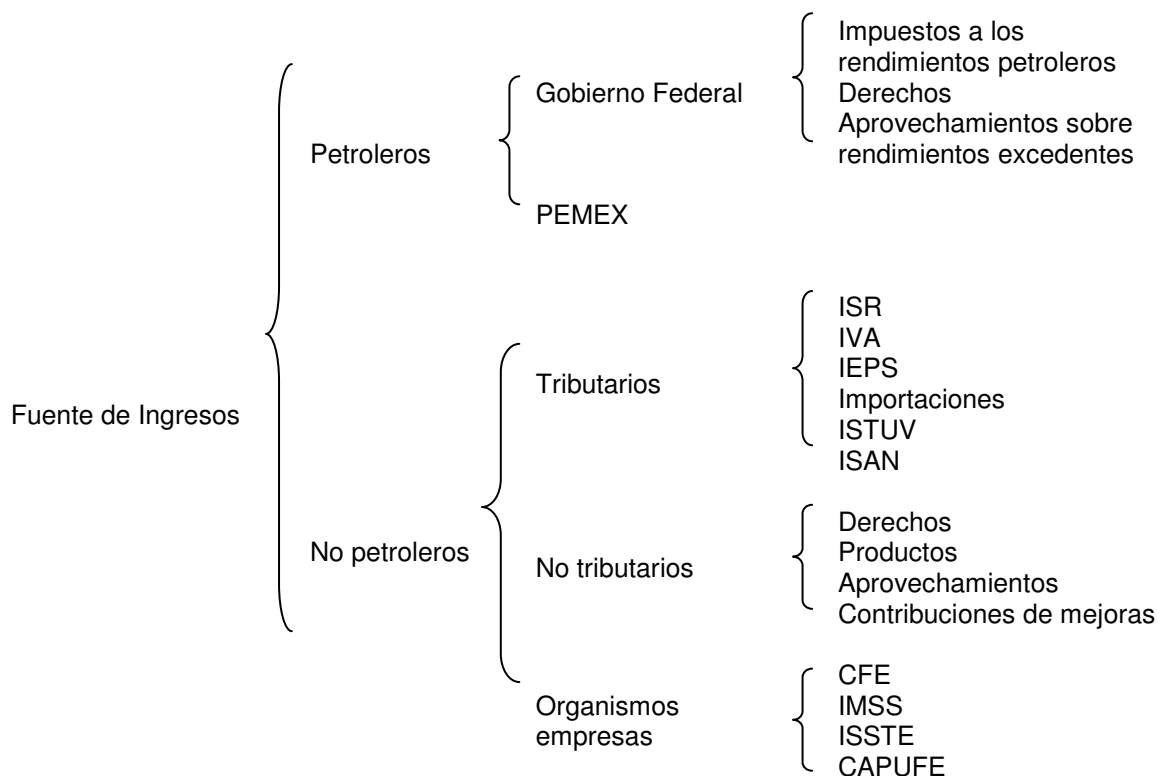 Impuestos a los
rendimientos petroleros
Gobierno Federal
Derechos
Aprovechamientos sobre
Petroleros
rendimientos excedentes
PEMEX
ISR
IVA
IEPS
Tributarios
Importaciones
Fuente de Ingresos
ISTUV
ISAN
Derechos
No petroleros
Productos
No tributarios
Aprovechamientos
Contribuciones de mejoras
CFE
Organismos
IMSS
empresas
ISSTE
CAPUFE